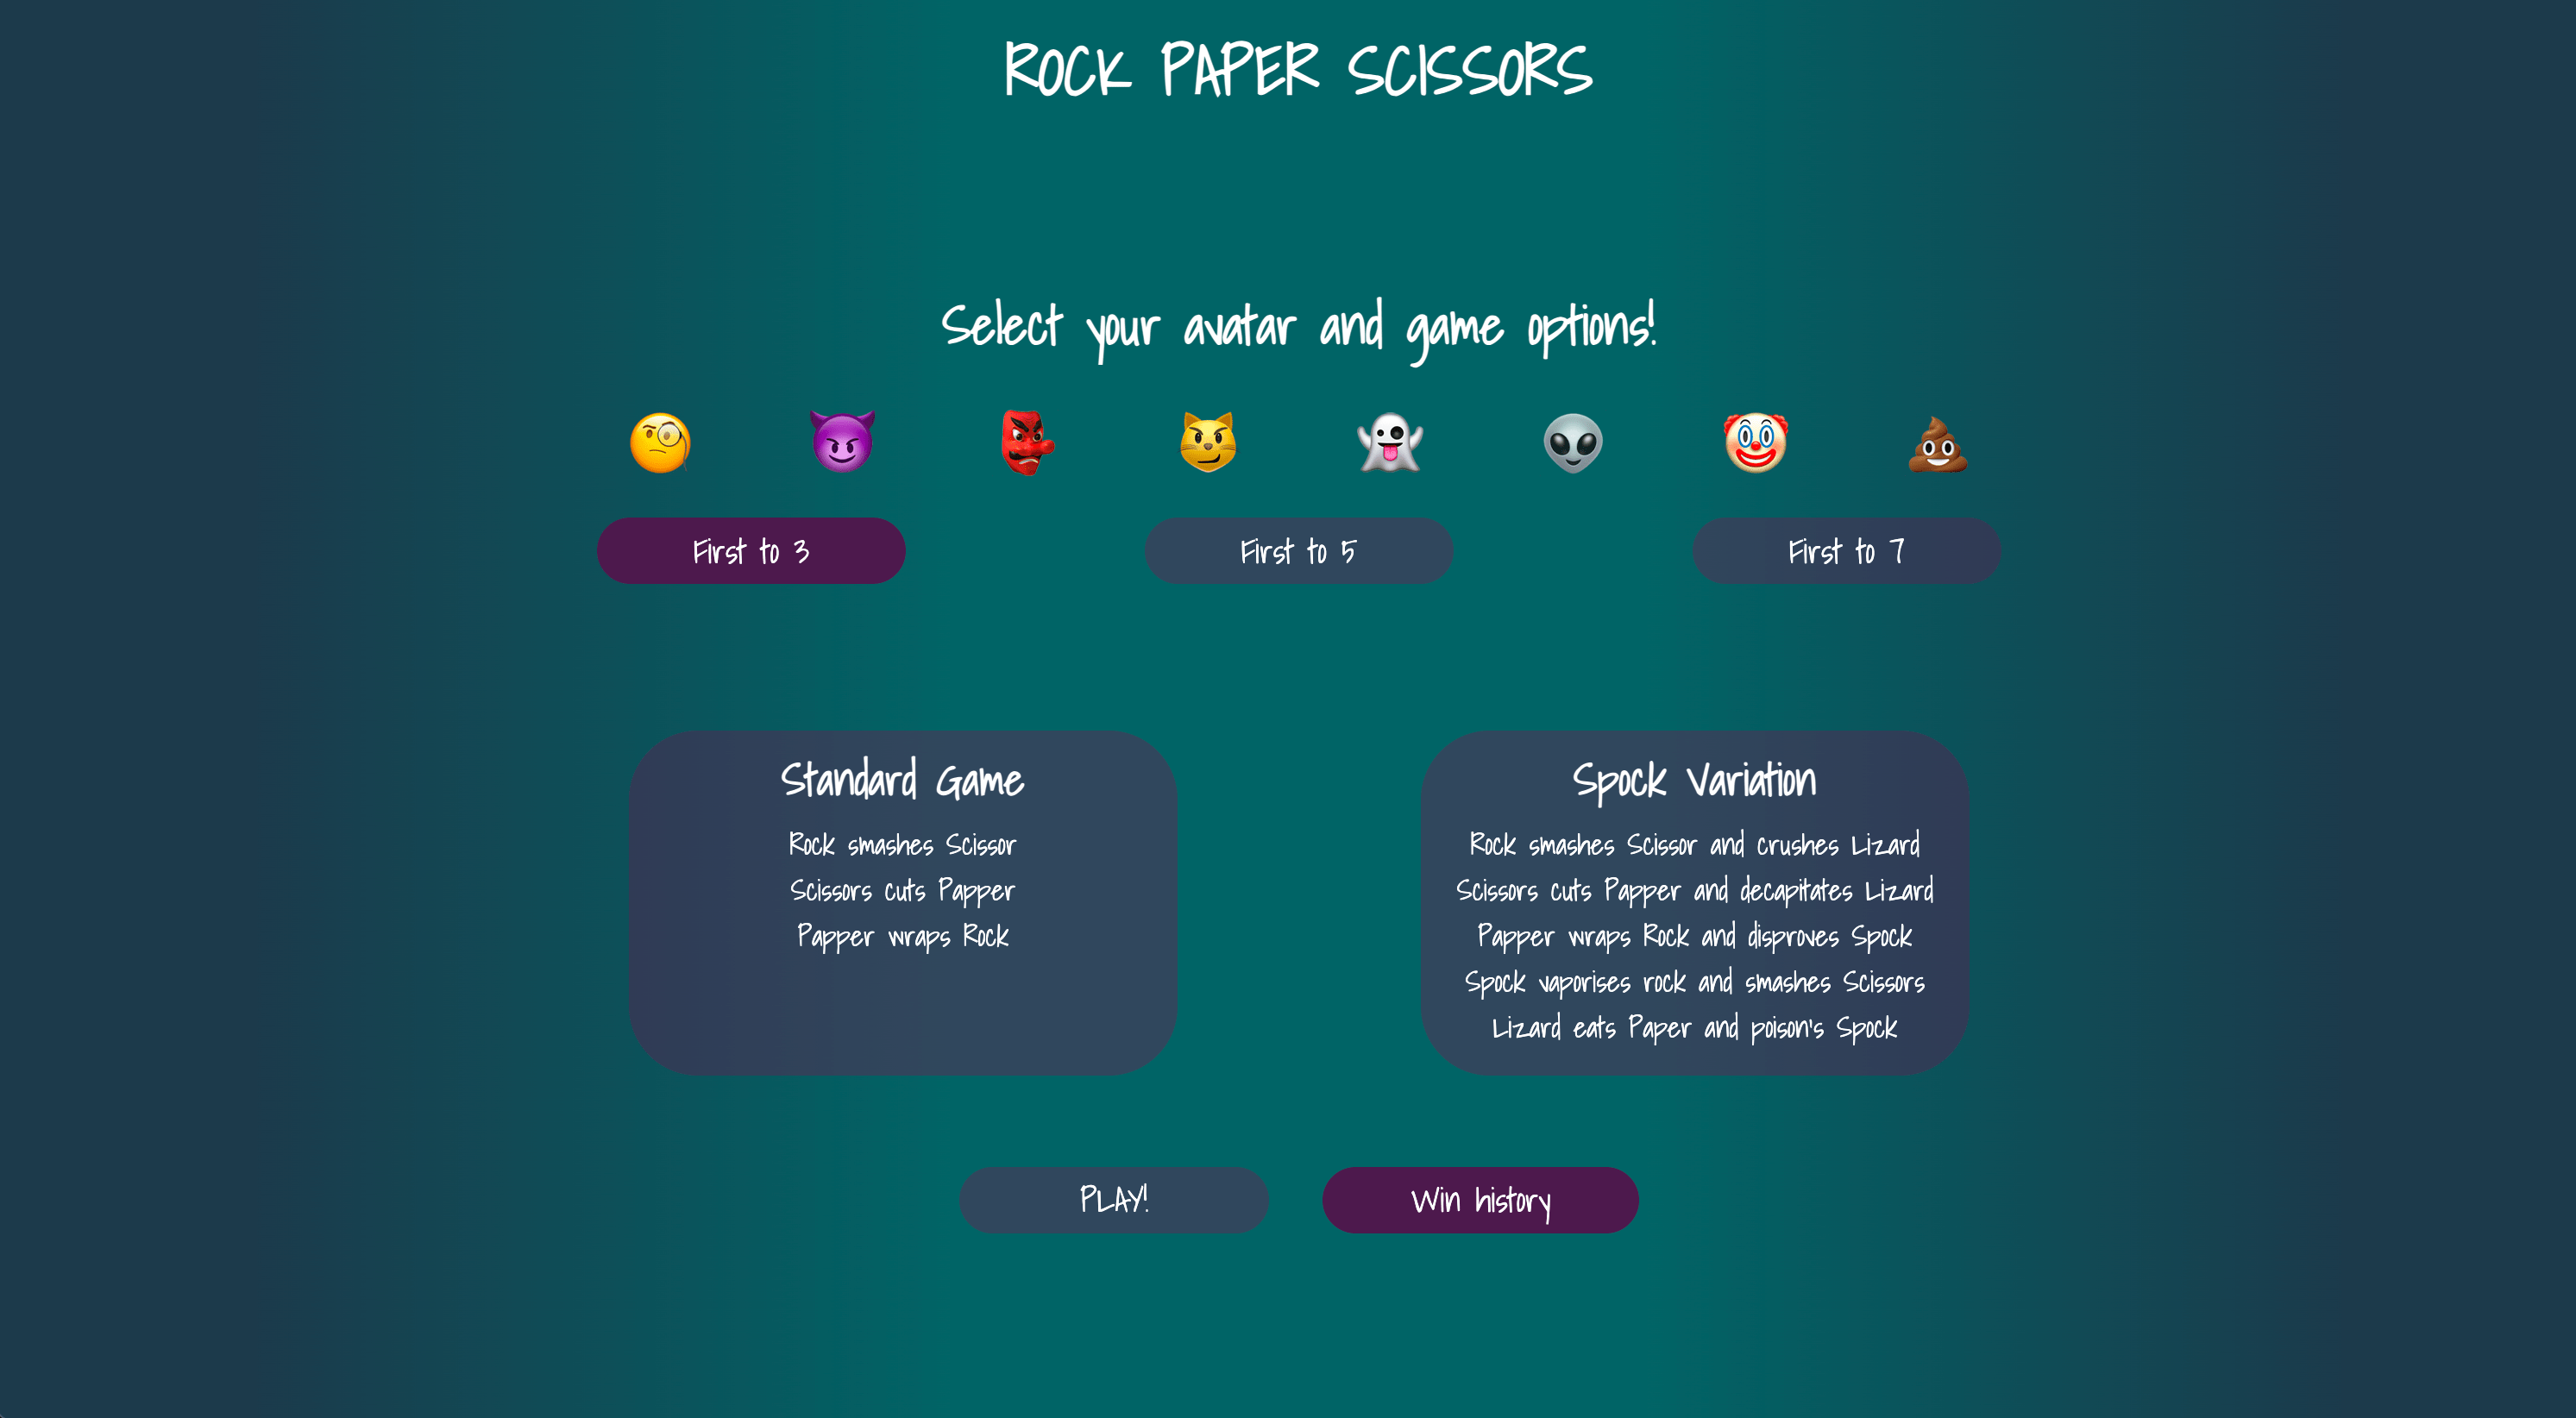 ROCK PAPER SCISSORS
Select your avatar and game options!
First to 3
First to 5
First to 7
Standard Game
Rock smashes Scissor
Scissors cuts Papper
Papper wraps Rock
Spock Variation
Rock smashes Scissor and crushes Lizard
Scissors cuts Papper and decapitates Lizard
Papper wraps Rock and disproves Spock
Spock vaporises rock and smashes Scissors
Lizard eats Paper and poison's Spock
PLAY!
Win history